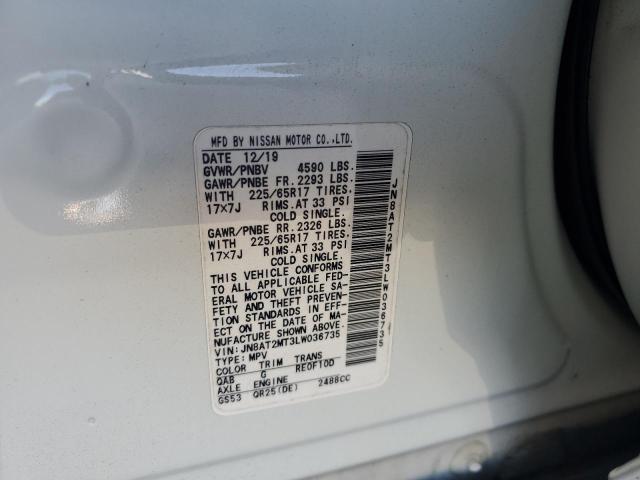 MFD BY NISSAN MOTOR CO.,LTD.
DATE 12/19
GVWR/PNBV 4590 LBS.
GAWR/PNBE FR.2293 LBS.
WITH 225/65R17 TIRES.
17×7J RIMS.AT 33 PSI
COLD SINGLE.
GAWR/PNBE RR.2326 LBS.
WITH 225/65R17 TIRES.
17×7J RIMS.AT 33 PSI
COLD SINGLE.
THIS VEHICLE CONFORMS
TO ALL APPLICABLE FED-
ERAL MOTOR VEHICLE SA-
FETY AND THEFT PREVEN-
TION STANDARDS IN EFF-
ECT ON THE DATE OF MA-
NUFACTURE SHOWN ABOVE.
VIN: JN8AT2MT3LW036735
TYPE: MPV
COLOR TRIM TRANS
QAB G RE0F10D
AXLE ENGINE
GS53 QR25(DE) 2488CC
JN8AT2MT3LW036735